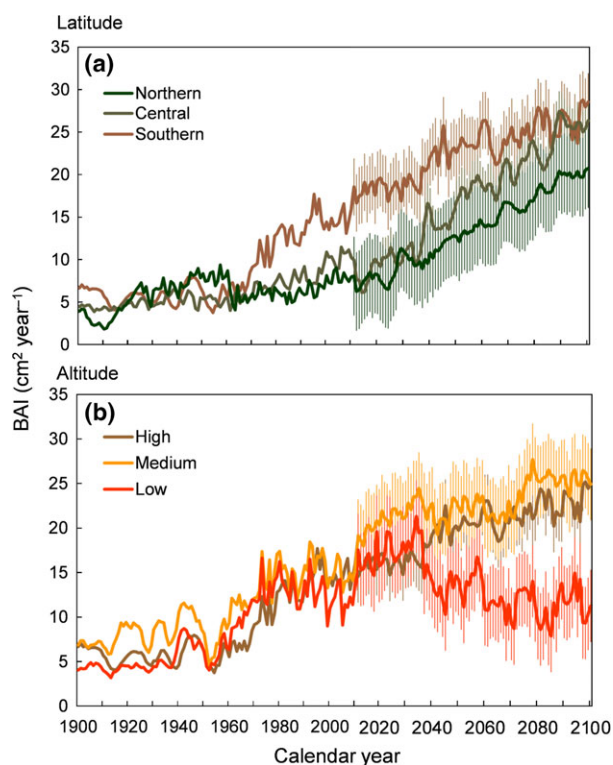 Latitude
35
30
25
20
15
10
5
0
(a)
Northern
Central
Southern
BAI (cm² year⁻¹)
Altitude
35
30
25
20
15
10
5
0
(b)
High
Medium
Low
1900 1920 1940 1960 1980 2000 2020 2040 2060 2080 2100
Calendar year